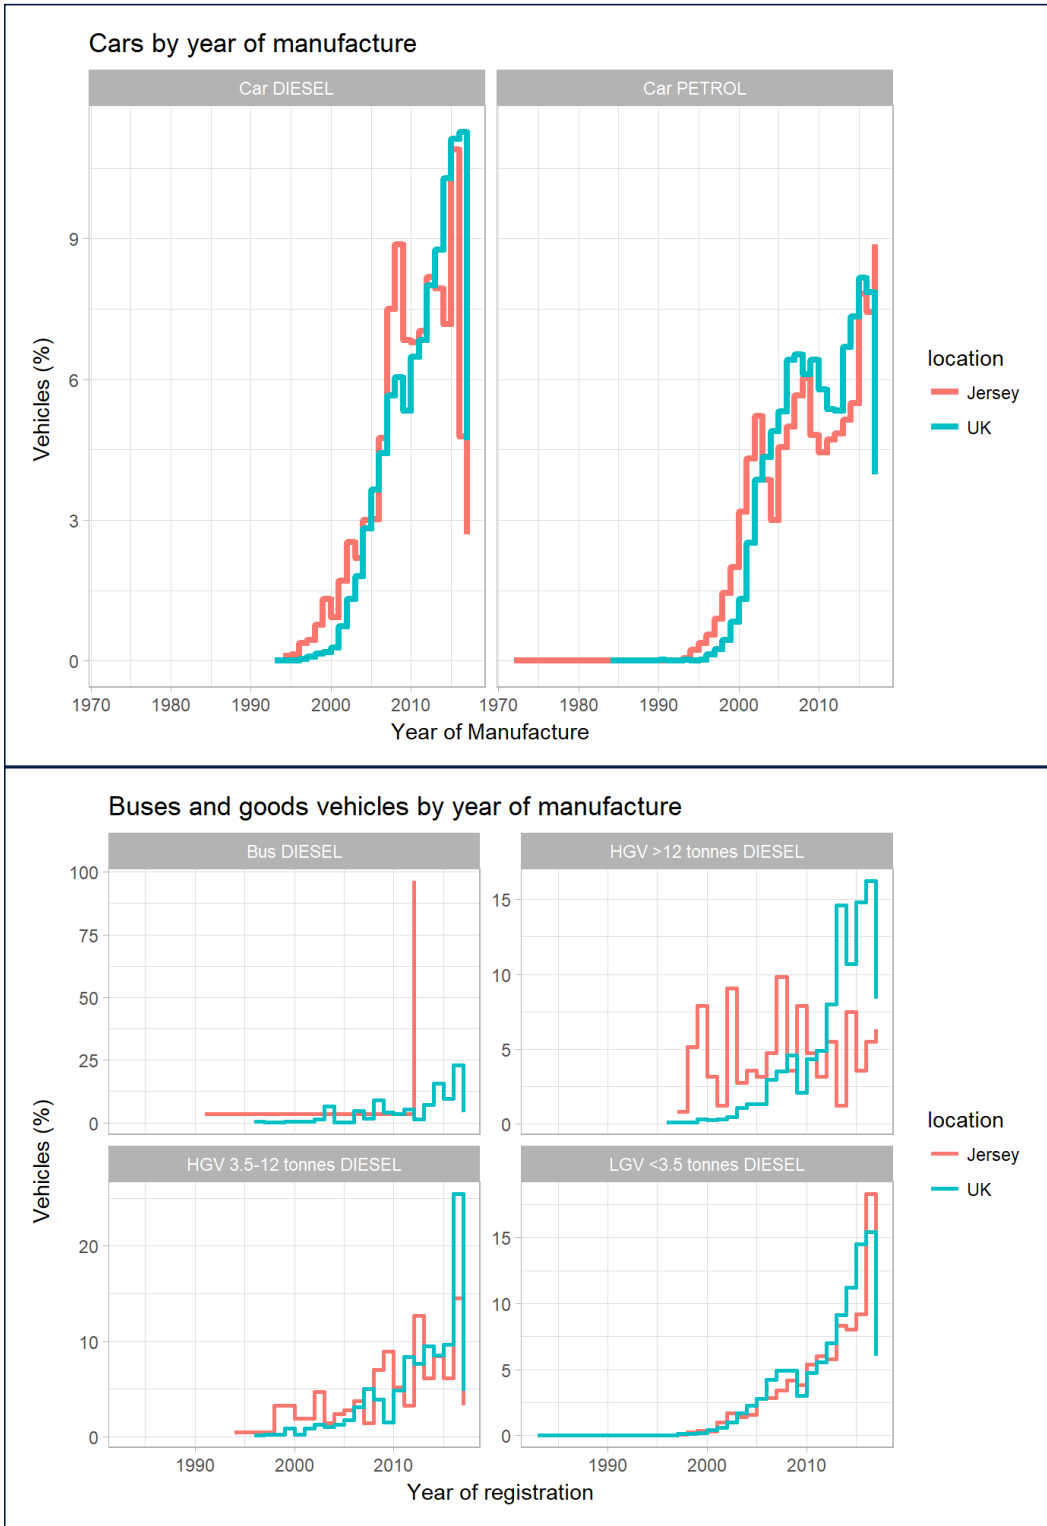 Cars by year of manufacture
Car DIESEL
Car PETROL
9
6
3
0
Vehicles (%)
1970 1980 1990 2000 2010
1970 1980 1990 2000 2010
Year of Manufacture
location
Jersey
UK
Buses and goods vehicles by year of manufacture
Bus DIESEL
HGV >12 tonnes DIESEL
100
75
50
25
0
15
10
5
0
HGV 3.5-12 tonnes DIESEL
LGV <3.5 tonnes DIESEL
20
10
0
15
10
5
0
Vehicles (%)
1990 2000 2010
1990 2000 2010
Year of registration
location
Jersey
UK